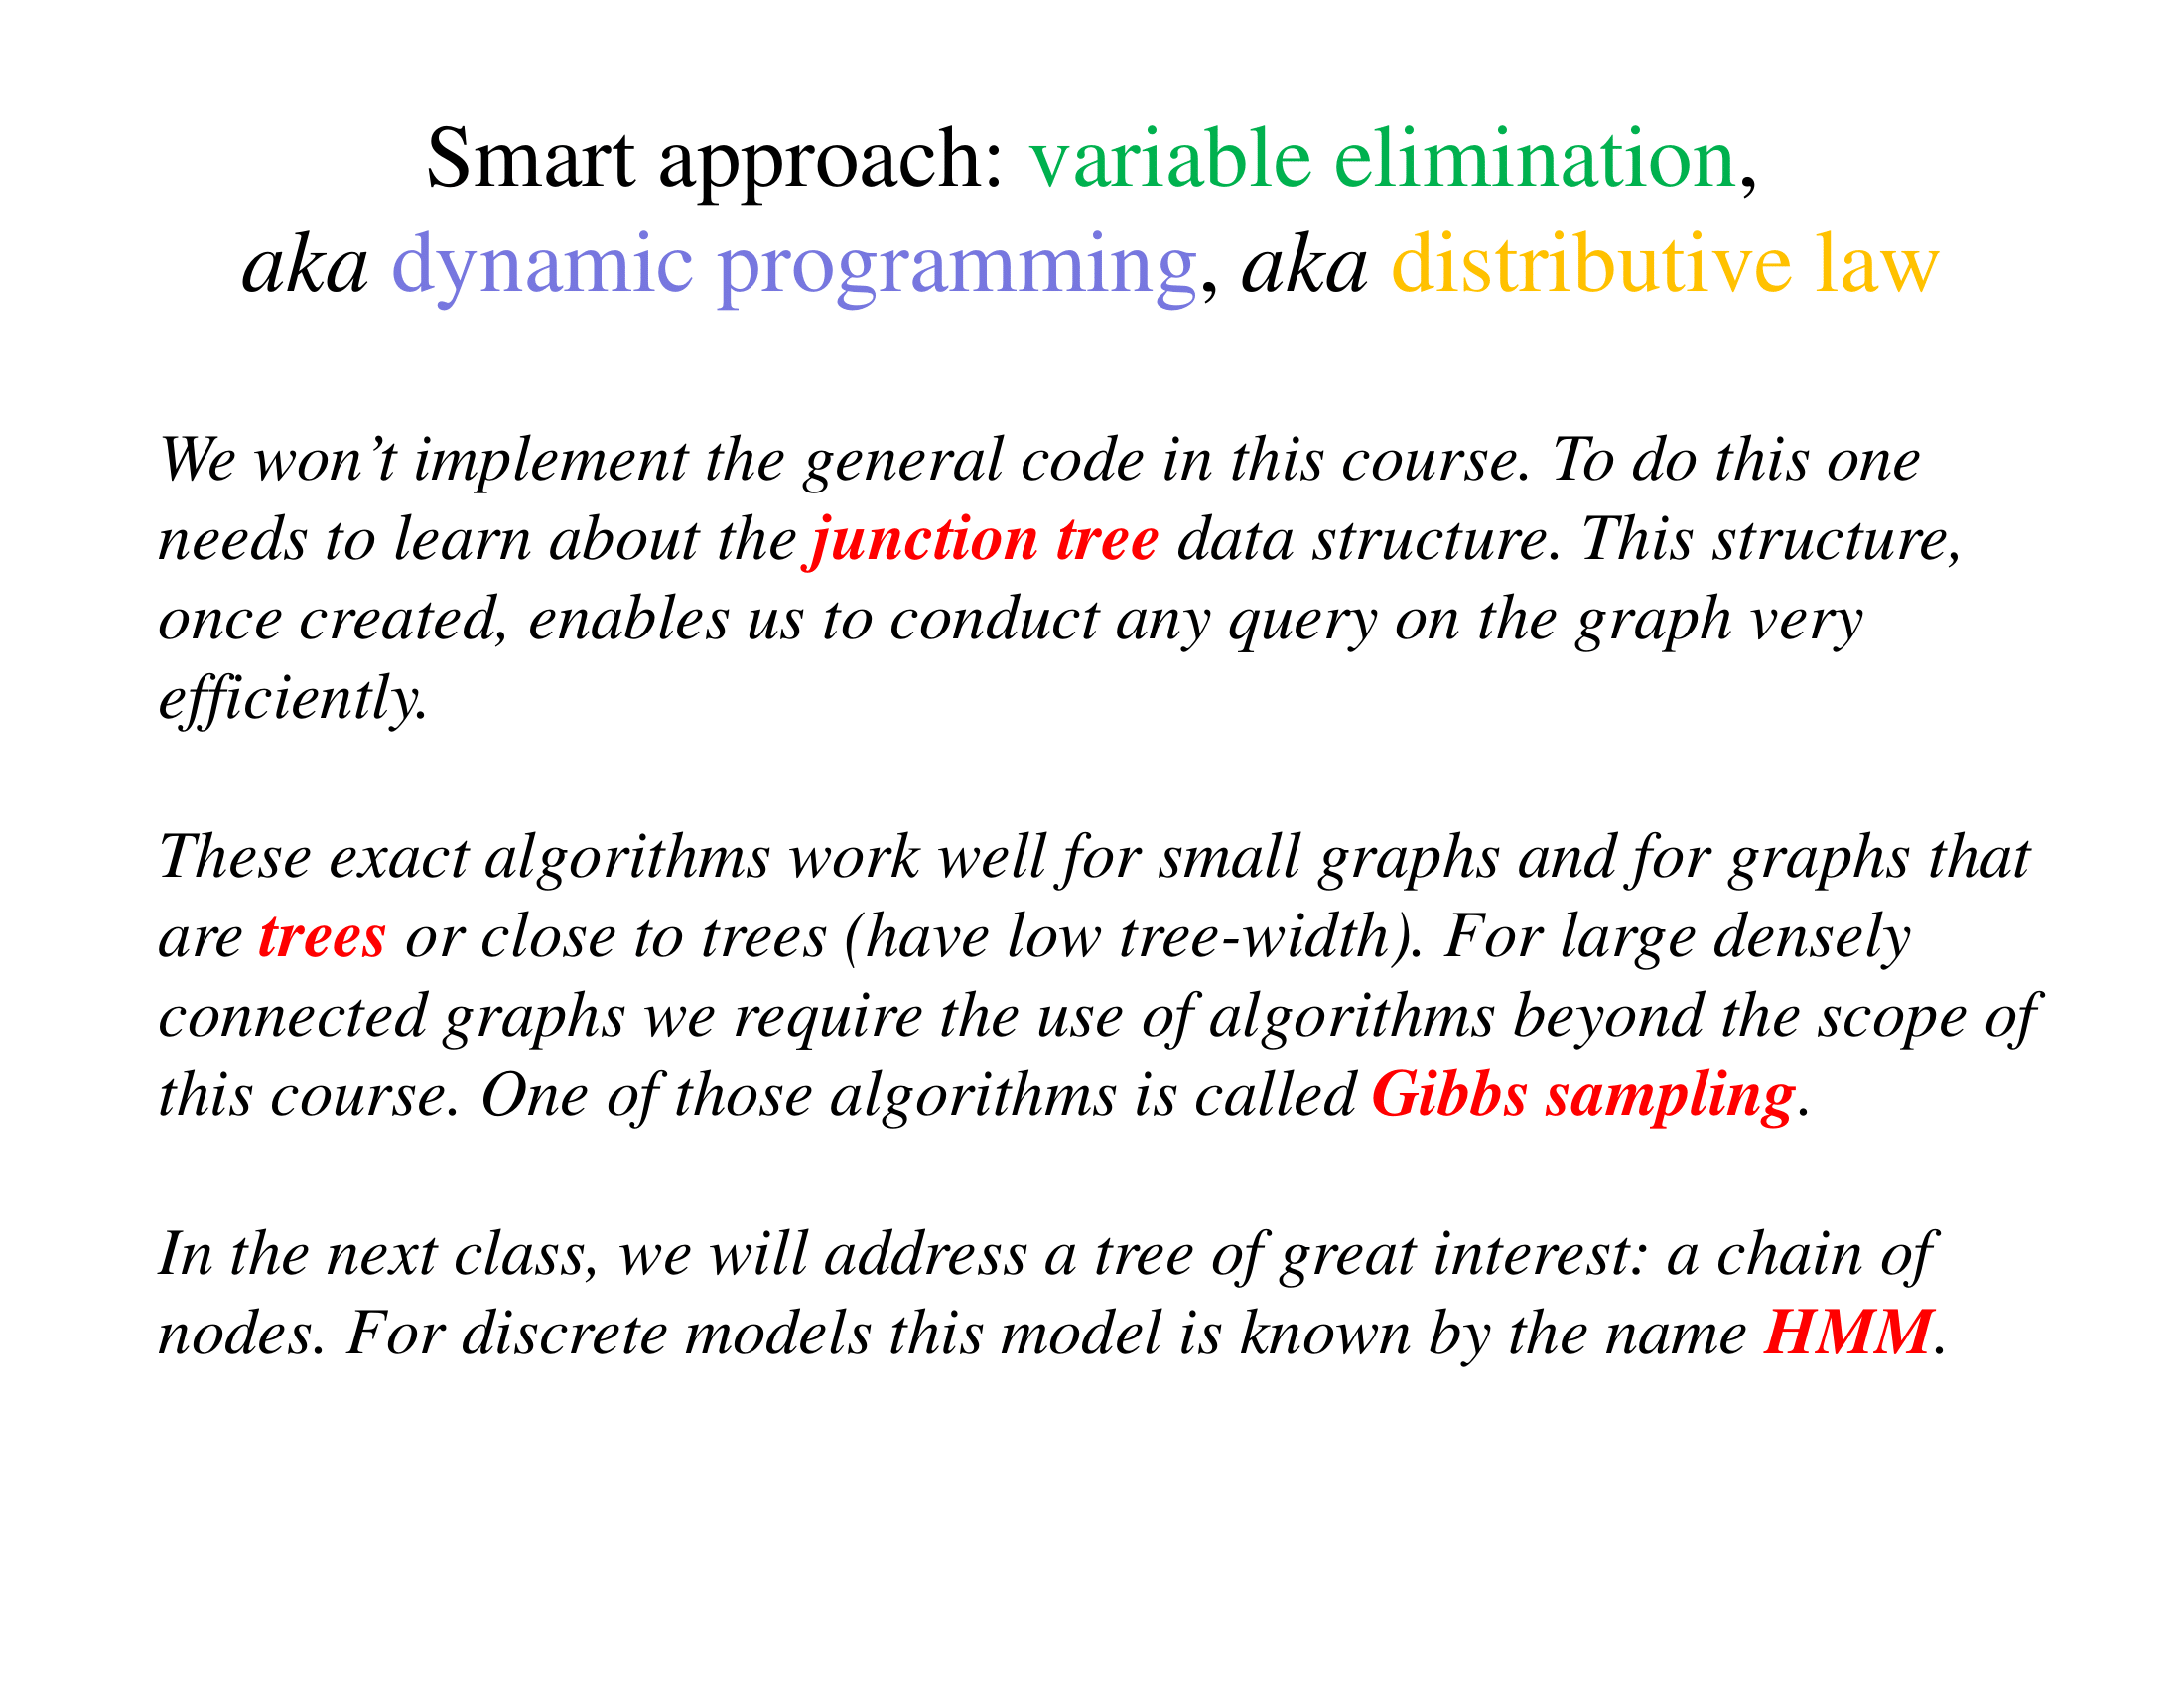 Smart approach: variable elimination,
aka dynamic programming, aka distributive law
We won’t implement the general code in this course. To do this one
needs to learn about the junction tree data structure. This structure,
once created, enables us to conduct any query on the graph very
efficiently.
These exact algorithms work well for small graphs and for graphs that
are trees or close to trees (have low tree-width). For large densely
connected graphs we require the use of algorithms beyond the scope of
this course. One of those algorithms is called Gibbs sampling.
In the next class, we will address a tree of great interest: a chain of
nodes. For discrete models this model is known by the name HMM.